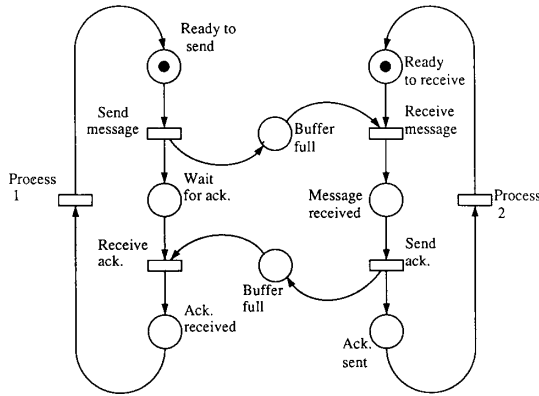 Ready to
send
Ready
to receive
Send
message
Buffer
full
Receive
message
Process
1
Wait
for ack.
Message
received
Process
2
Receive
ack.
Buffer
full
Send
ack.
Ack.
received
Ack.
sent